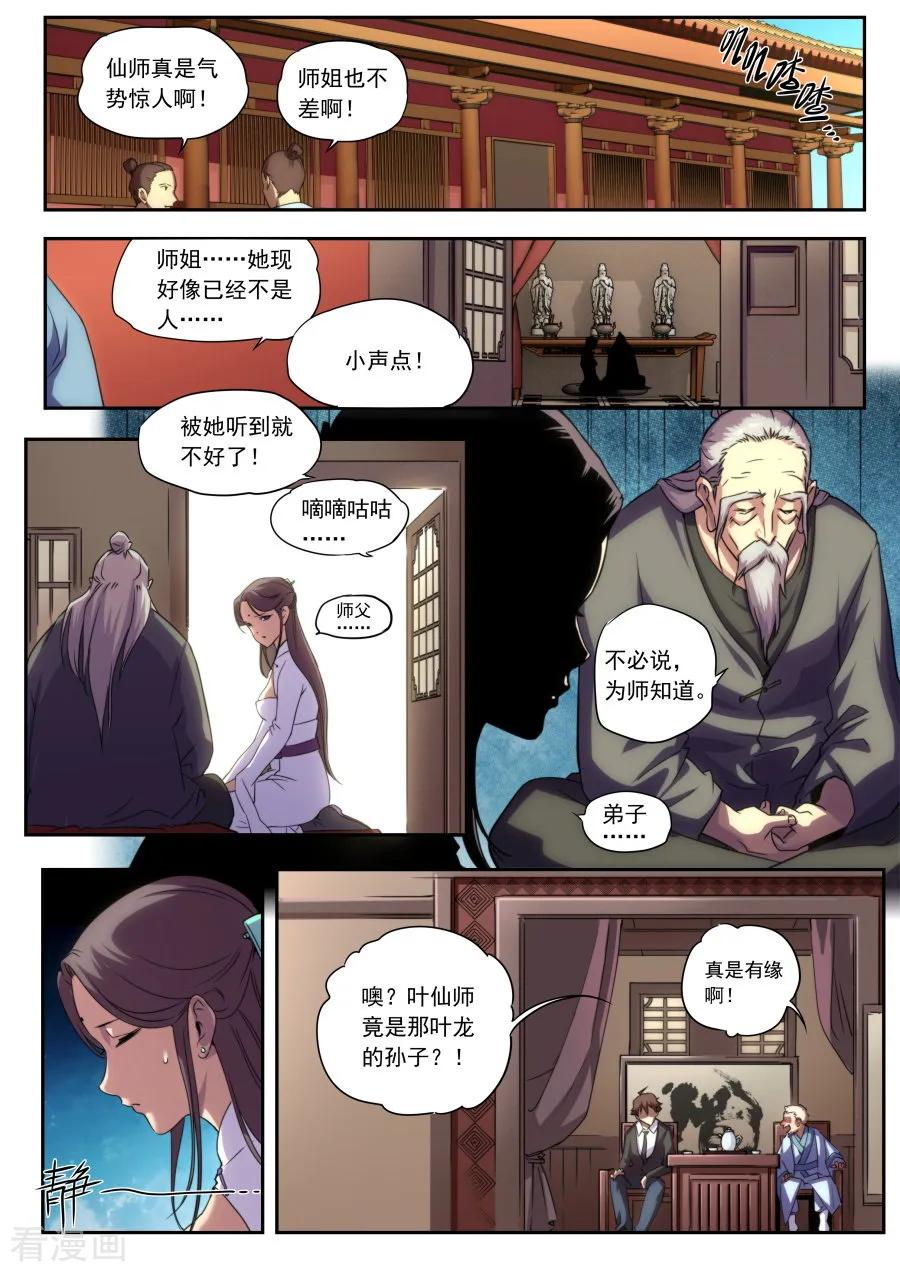 仙师真是气
势惊人啊！
师姐也不
差啊！
叽叽喳喳…
师姐……她现
好像已经不是
人……
小声点！
被她听到就
不好了！
嘀嘀咕咕
……
师父
……
不必说，
为师知道。
弟子
……
静——
噢？叶仙师
竟是那叶龙
的孙子？！
真是有缘
啊！
看漫画